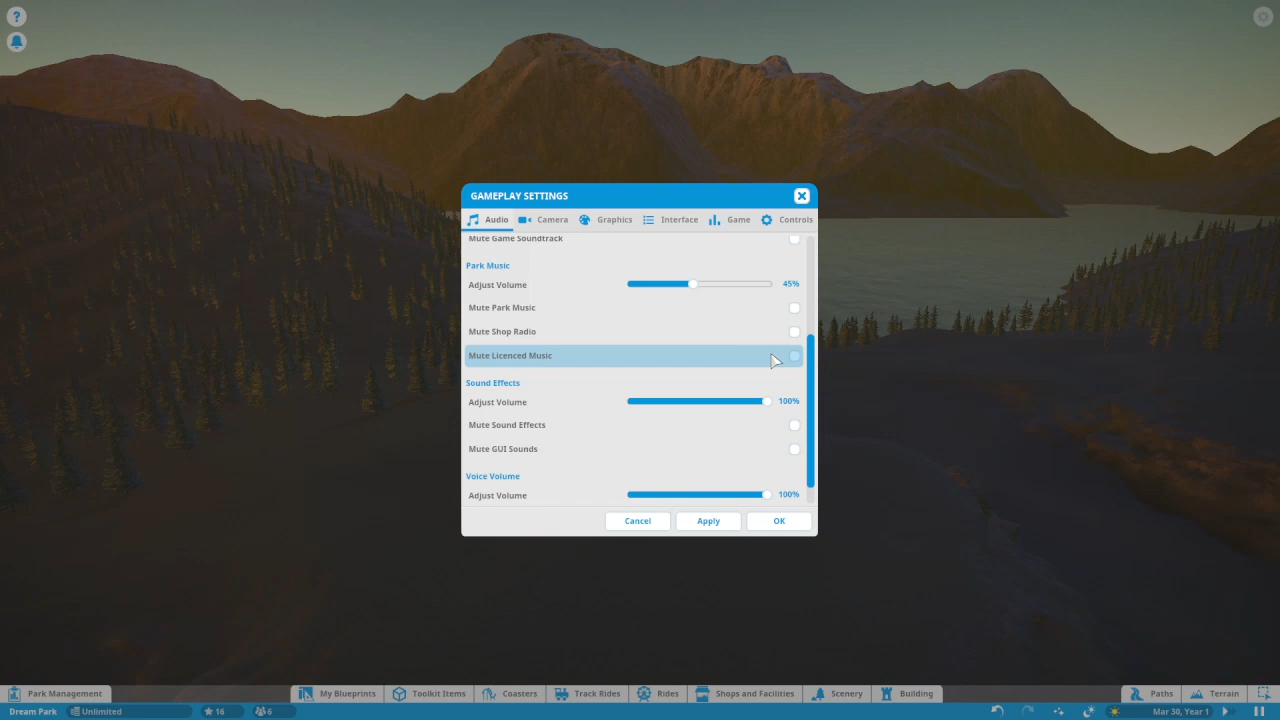 ?
GAMEPLAY SETTINGS
Audio Camera Graphics Interface Game Controls
Mute Game Soundtrack
Park Music
Adjust Volume 45%
Mute Park Music
Mute Shop Radio
Mute Licenced Music
Sound Effects
Adjust Volume 100%
Mute Sound Effects
Mute GUI Sounds
Voice Volume
Adjust Volume 100%
Cancel Apply OK
Park Management My Blueprints Toolkit Items Coasters Track Rides Rides Shops and Facilities Scenery Building Paths Terrain
Dream Park Unlimited 16 6 Mar 30, Year 1